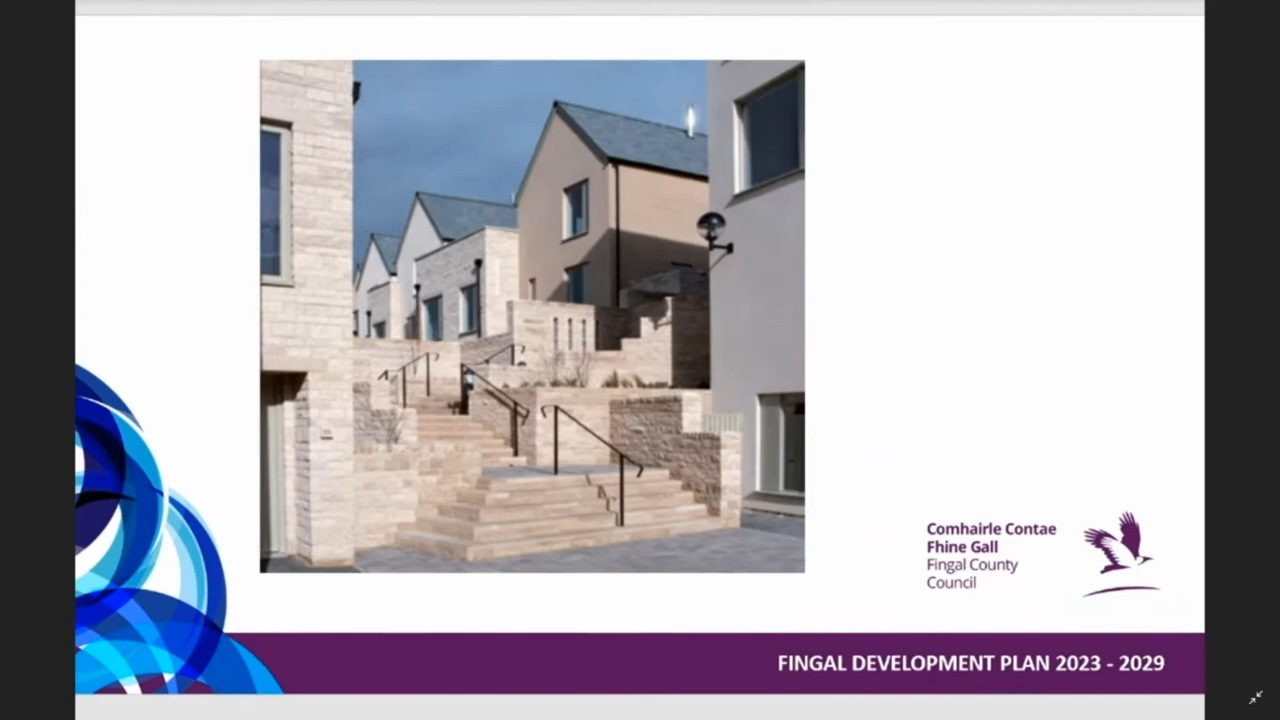 Comhairle Contae
Fhine Gall
Fingal County
Council
FINGAL DEVELOPMENT PLAN 2023 - 2029